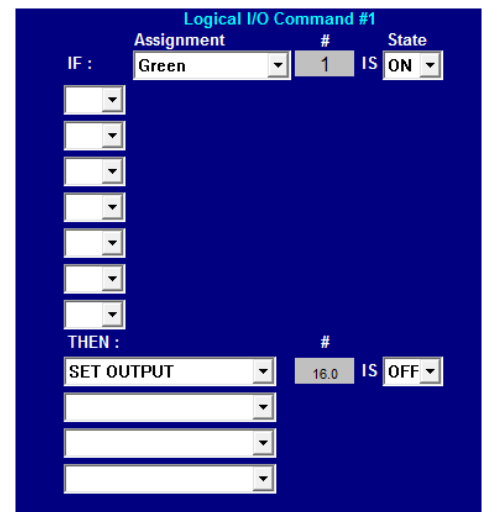 Logical I/O Command #1
Assignment # State
IF : Green 1 IS ON
THEN : #
SET OUTPUT 16.0 IS OFF